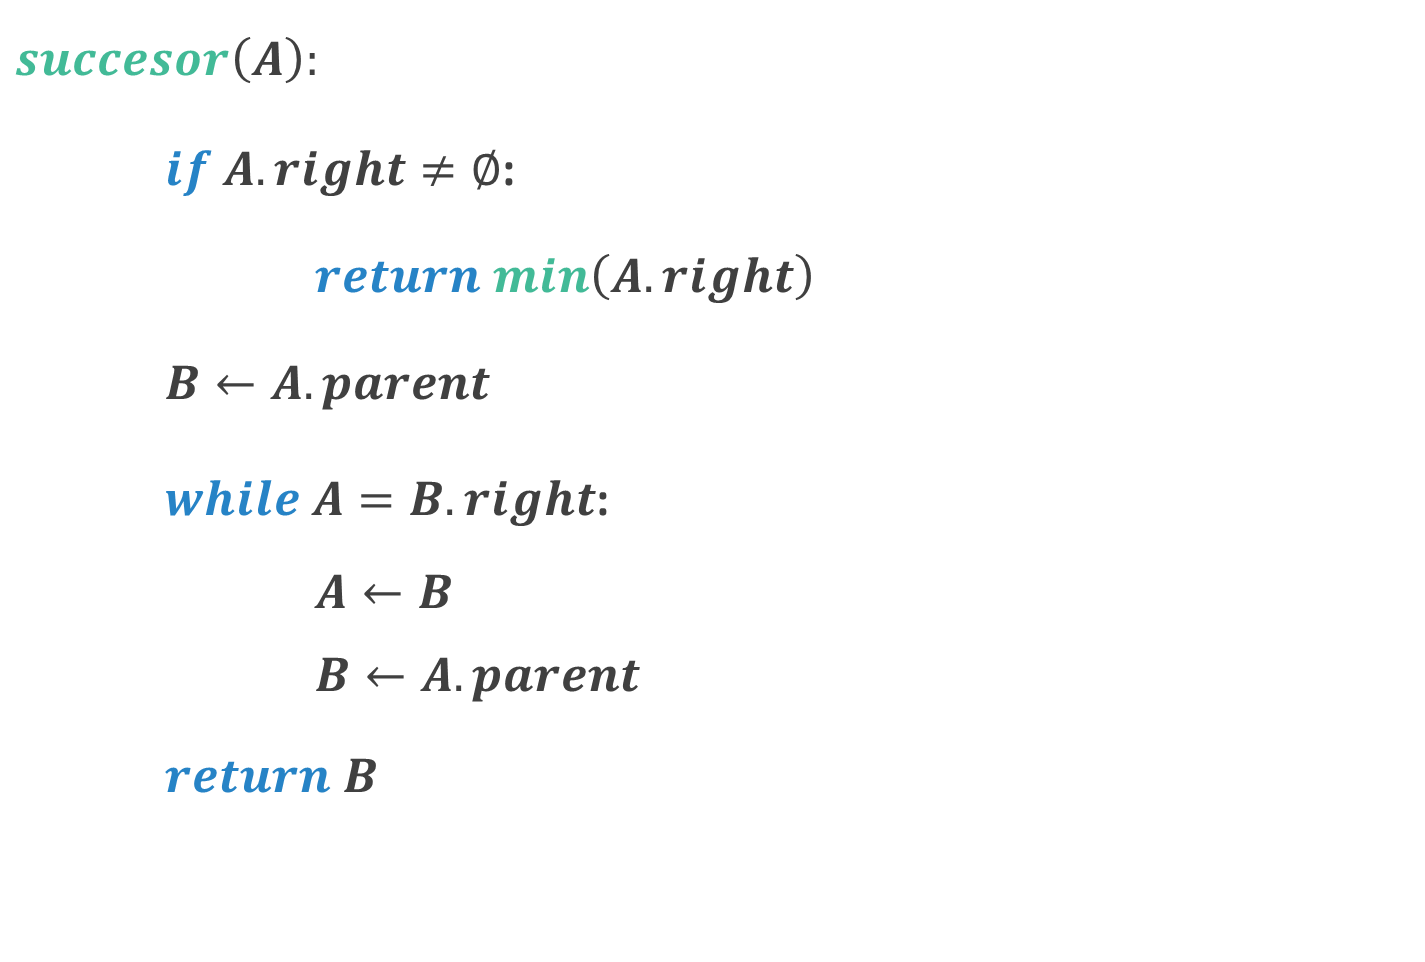 succesor(A):
if A.right ≠ ∅:
return min(A.right)
B ← A.parent
while A = B.right:
A ← B
B ← A.parent
return B